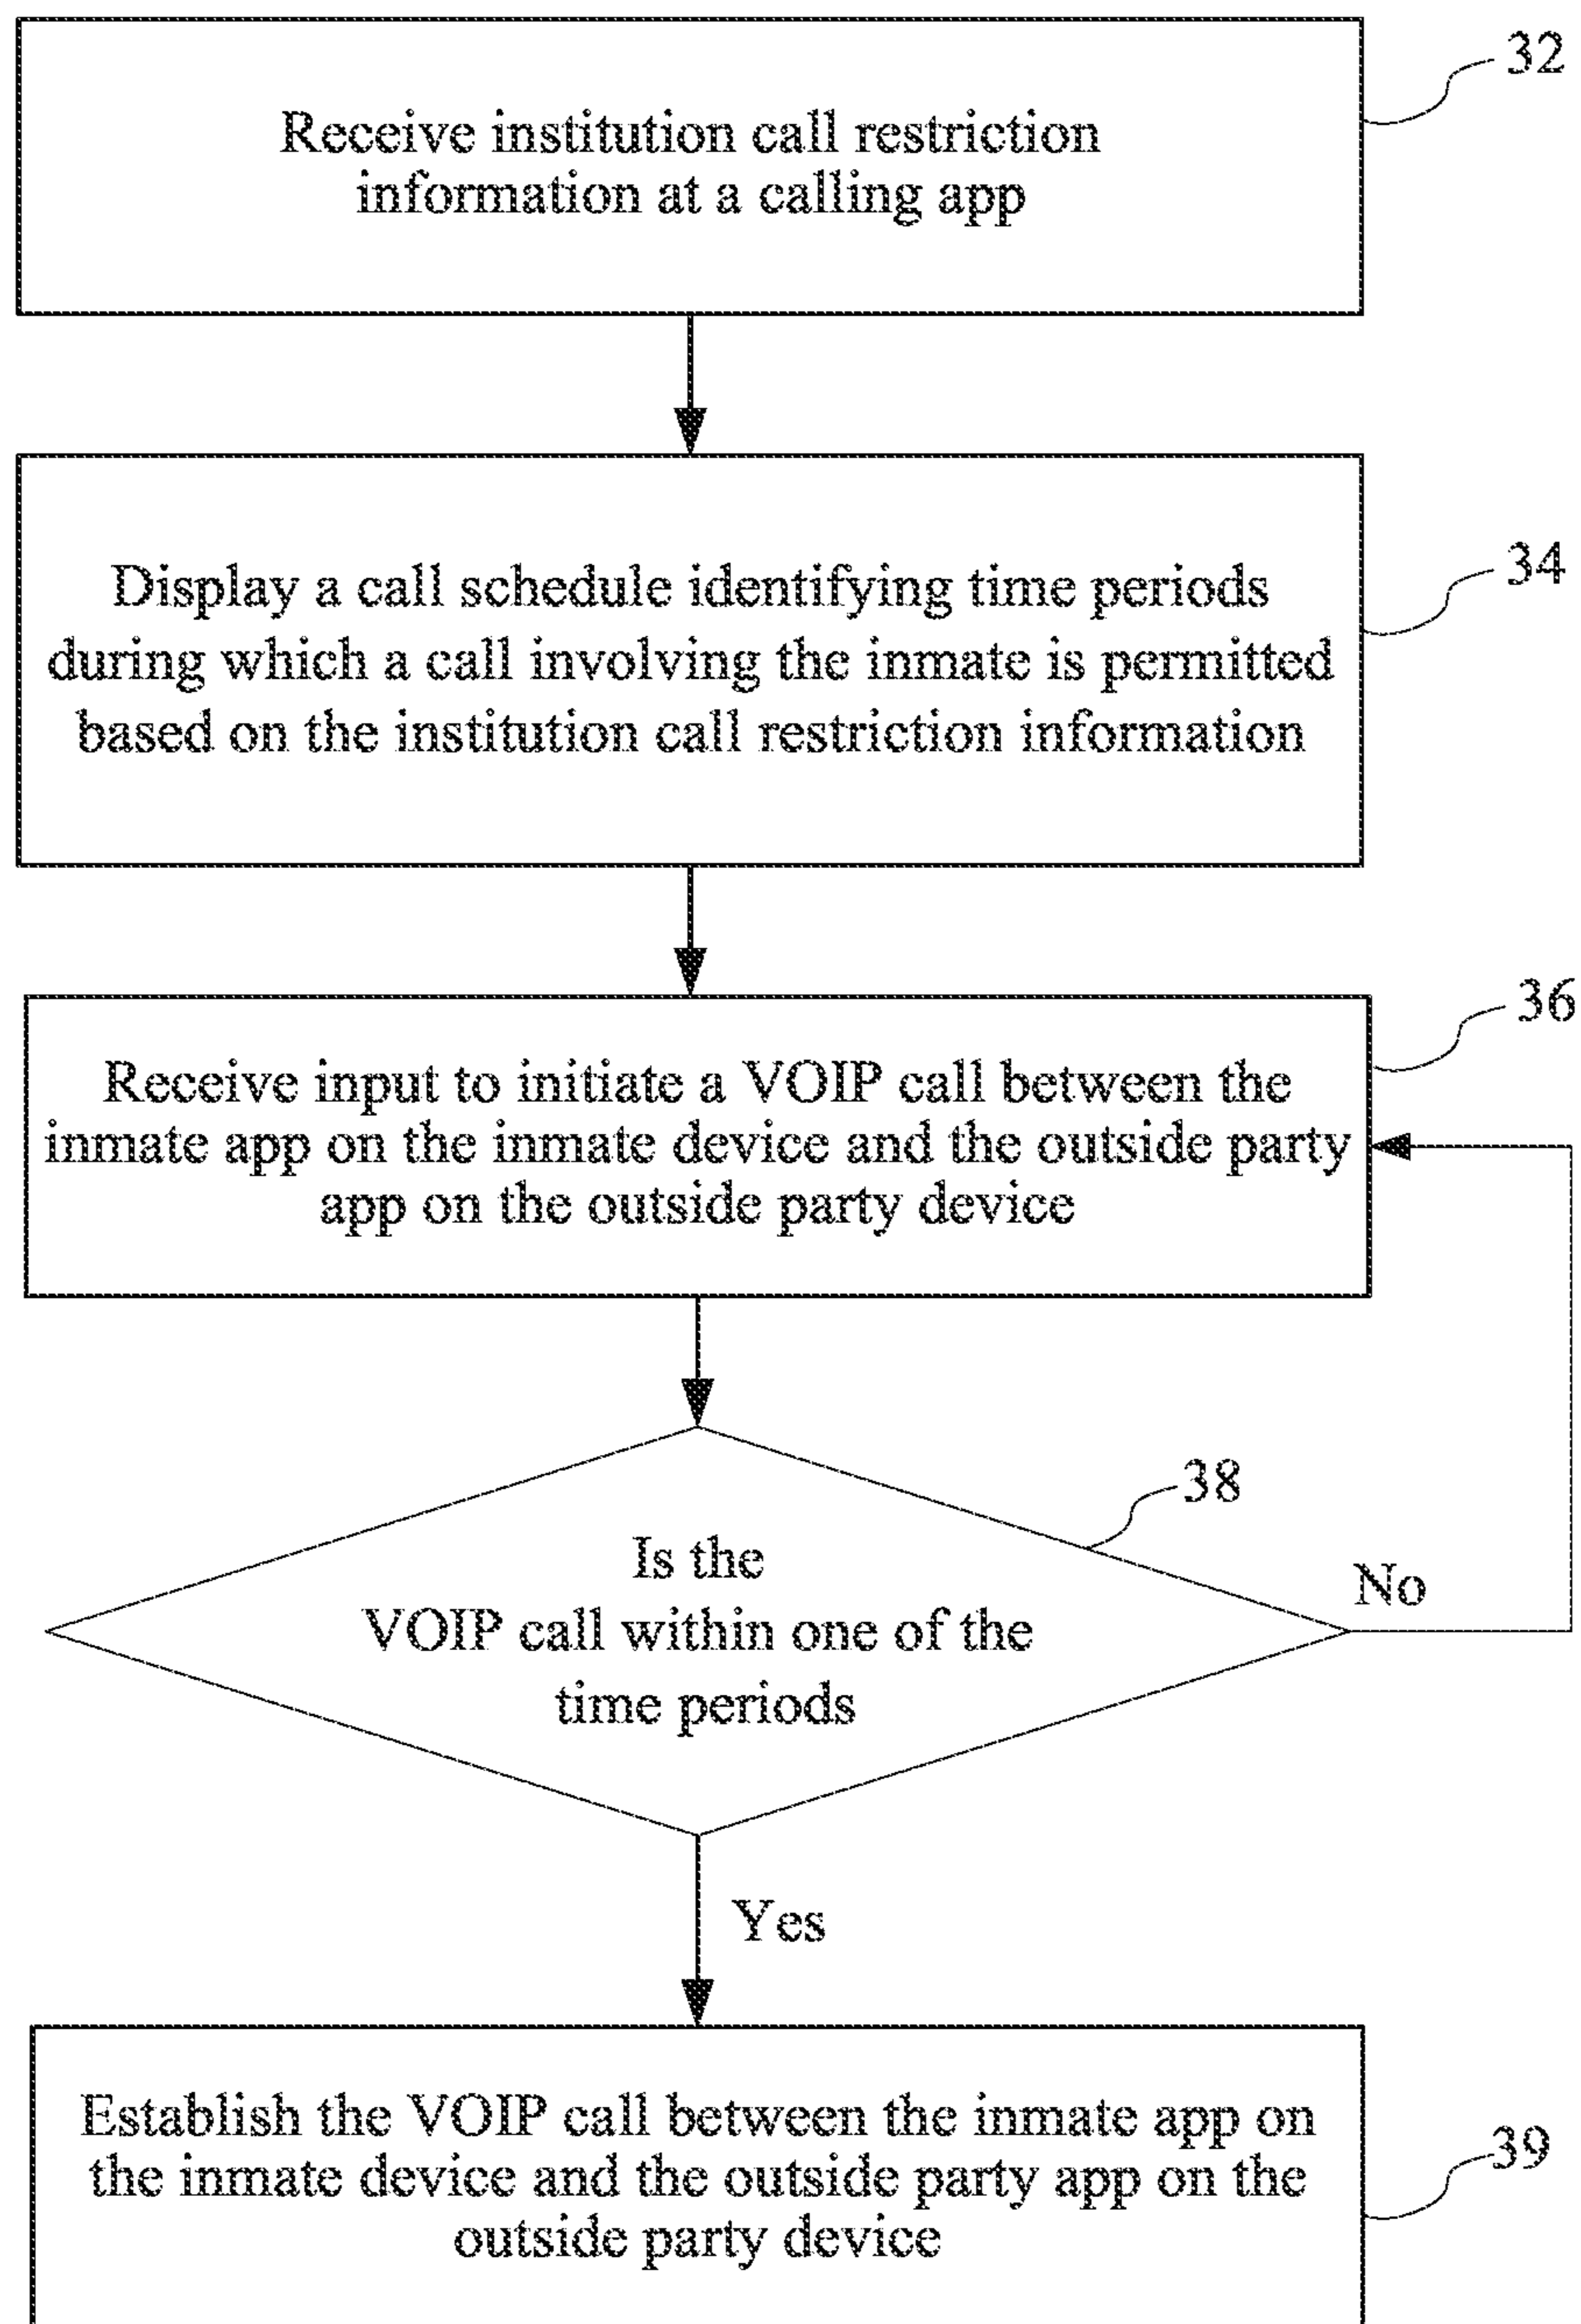 32
Receive institution call restriction
information at a calling app
34
Display a call schedule identifying time periods
during which a call involving the inmate is permitted
based on the institution call restriction information
36
Receive input to initiate a VOIP call between the
inmate app on the inmate device and the outside party
app on the outside party device
38
Is the
VOIP call within one of the
time periods
No
Yes
Establish the VOIP call between the inmate app on
the inmate device and the outside party app on the
outside party device
39